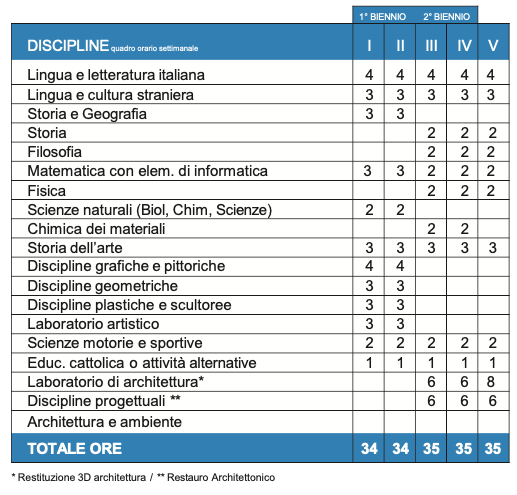 1° BIENNIO 2° BIENNIO
DISCIPLINE quadro orario settimanale I II III IV V
Lingua e letteratura italiana 4 4 4 4 4
Lingua e cultura straniera 3 3 3 3 3
Storia e Geografia 3 3
Storia 2 2 2
Filosofia 2 2 2
Matematica con elem. di informatica 3 3 2 2 2
Fisica 2 2 2
Scienze naturali (Biol, Chim, Scienze) 2 2
Chimica dei materiali 2 2
Storia dell'arte 3 3 3 3 3
Discipline grafiche e pittoriche 4 4
Discipline geometriche 3 3
Discipline plastiche e scultoree 3 3
Laboratorio artistico 3 3
Scienze motorie e sportive 2 2 2 2 2
Educ. cattolica o attività alternative 1 1 1 1 1
Laboratorio di architettura* 6 6 8
Discipline progettuali ** 6 6 6
Architettura e ambiente
TOTALE ORE 34 34 35 35 35
* Restituzione 3D architettura / ** Restauro Architettonico